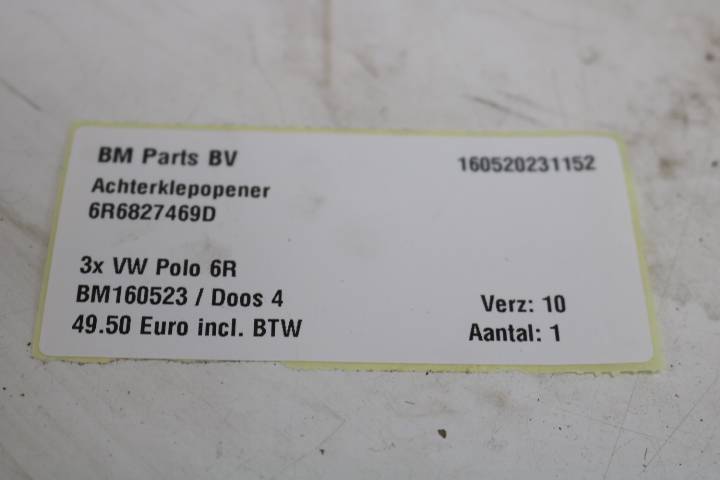 BM Parts BV 160520231152
Achterklepopener
6R6827469D
3x VW Polo 6R
BM160523 / Doos 4 Verz: 10
49.50 Euro incl. BTW Aantal: 1